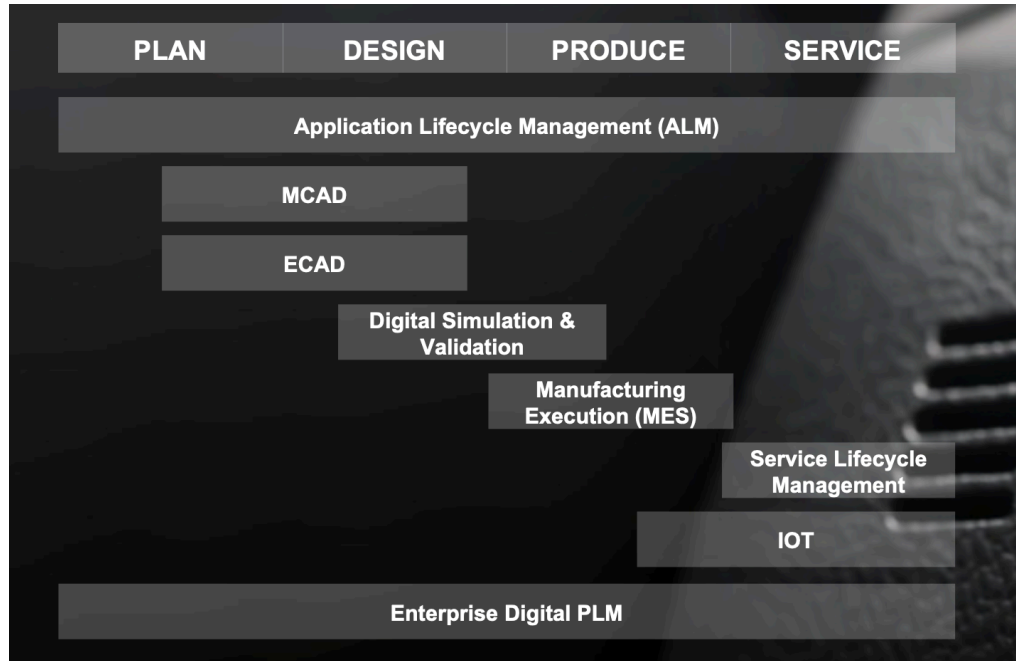 PLAN DESIGN PRODUCE SERVICE
Application Lifecycle Management (ALM)
MCAD
ECAD
Digital Simulation &
Validation
Manufacturing
Execution (MES)
Service Lifecycle
Management
IOT
Enterprise Digital PLM